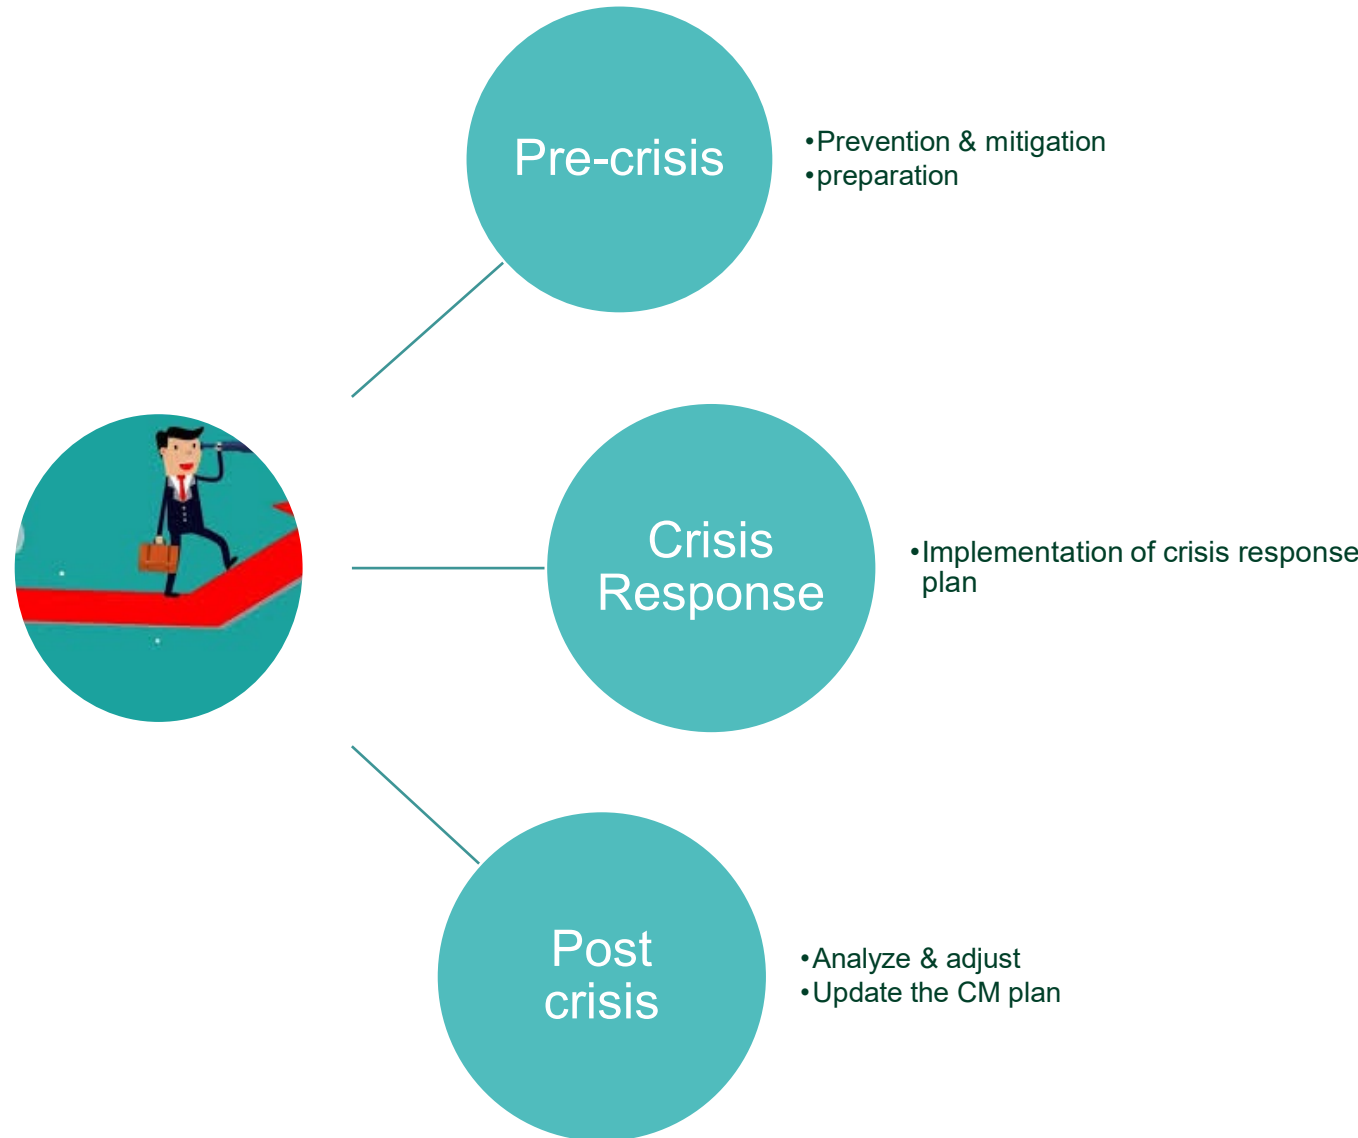 Pre-crisis
•Prevention & mitigation
•preparation
Crisis
Response
•Implementation of crisis response
plan
Post
crisis
•Analyze & adjust
•Update the CM plan